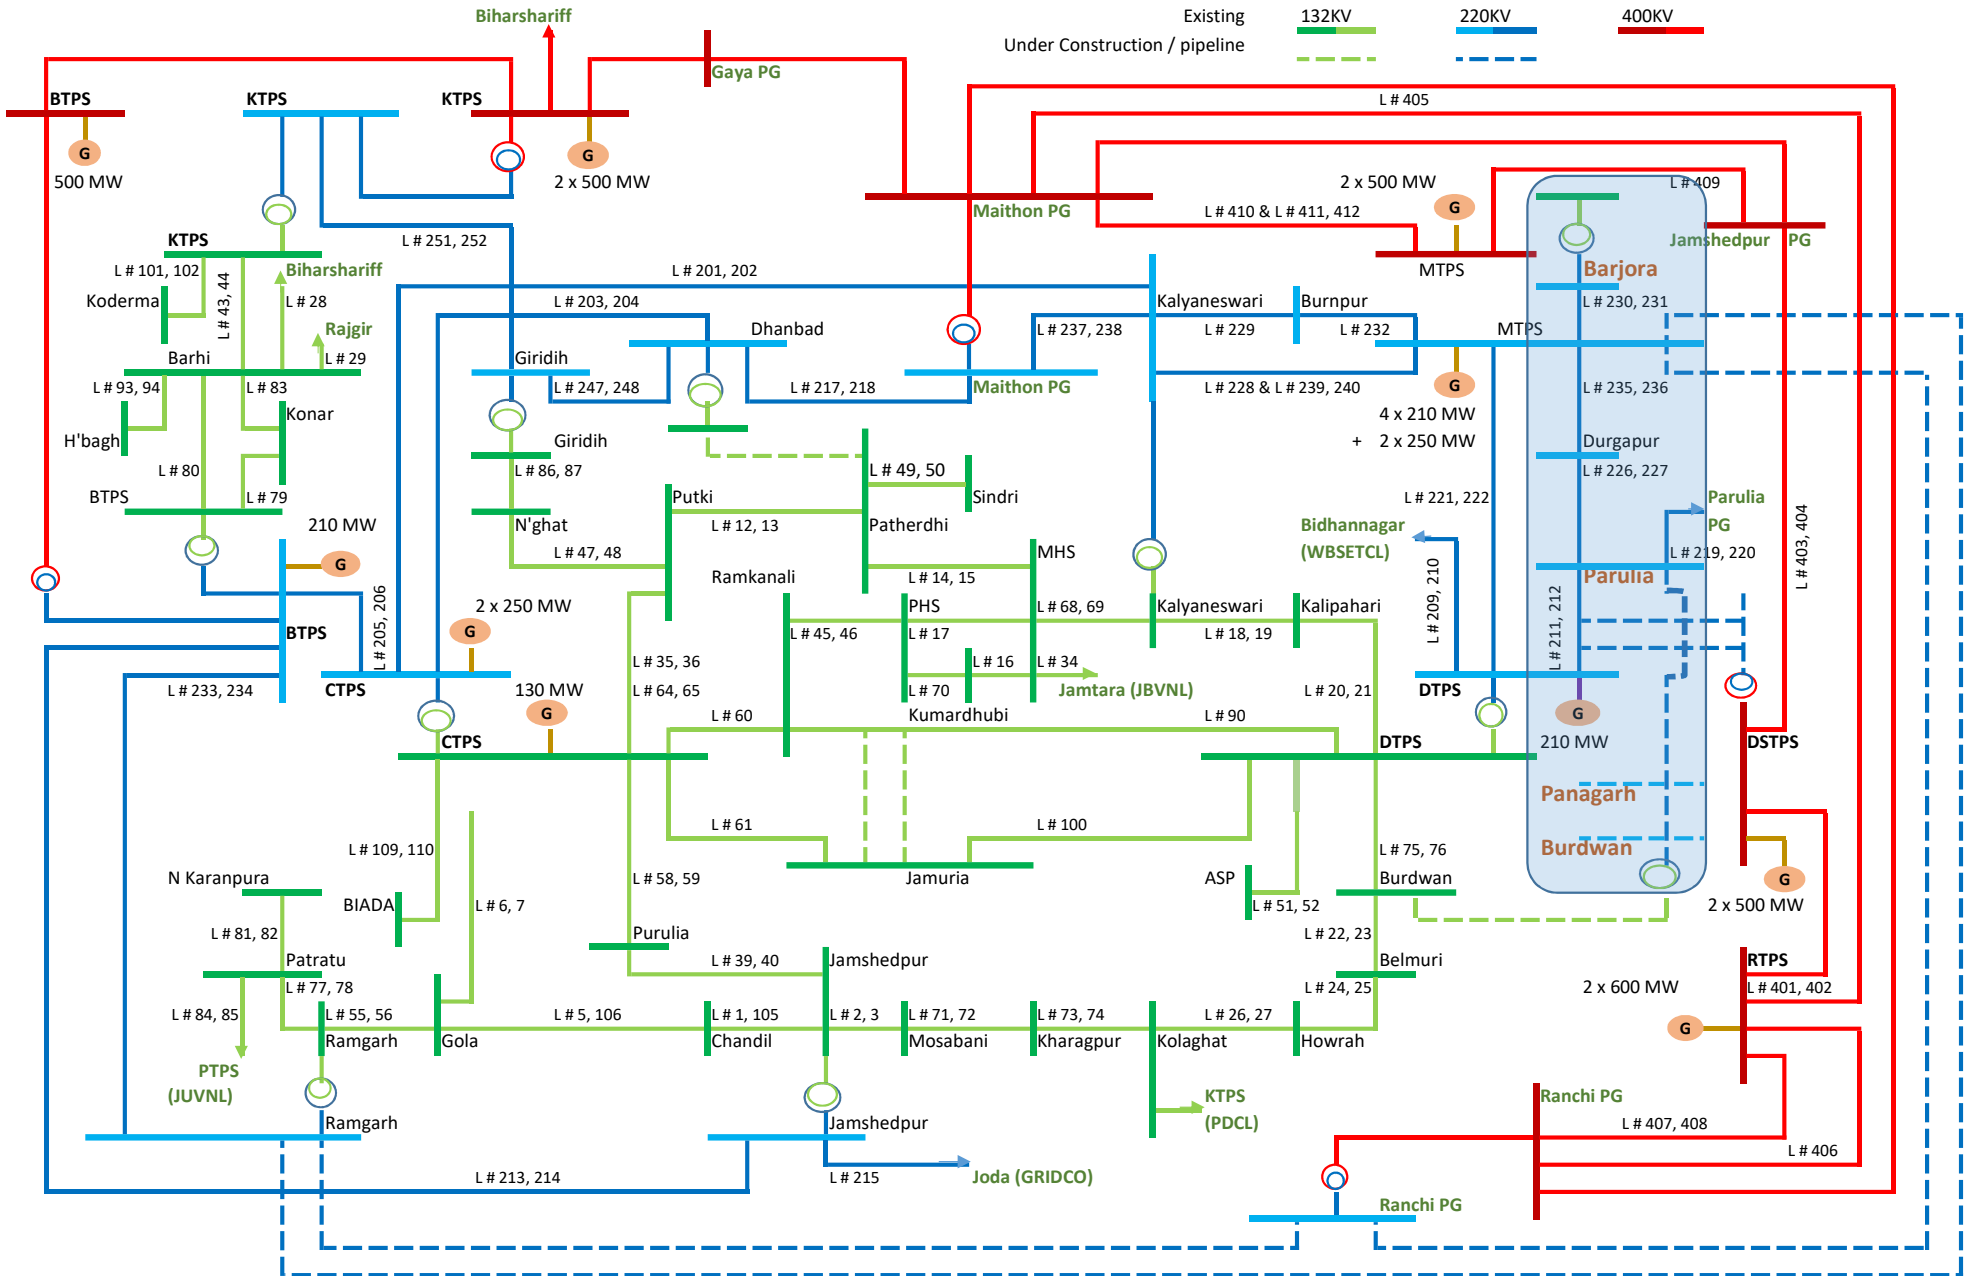 Biharshariff
Existing
132KV
220KV
400KV
Under Construction / pipeline
Gaya PG
BTPS
KTPS
KTPS
L # 405
G
G
500 MW
2 x 500 MW
2 x 500 MW
L # 409
G
Maithon PG
L # 410 & L # 411, 412
Jamshedpur PG
KTPS
L # 251, 252
MTPS
Barjora
L # 101, 102
Biharshariff
L # 201, 202
Koderma
L # 43, 44
L # 28
L # 203, 204
Kalyaneswari
Burnpur
L # 230, 231
Rajgir
Dhanbad
L # 237, 238
L # 229
L # 232
MTPS
Barhi
L # 29
Giridih
L # 93, 94
L # 83
L # 247, 248
L # 217, 218
Maithon PG
L # 228 & L # 239, 240
G
L # 235, 236
Konar
4 x 210 MW
H'bagh
Giridih
+ 2 x 250 MW
Durgapur
L # 80
L # 86, 87
L # 49, 50
L # 226, 227
BTPS
L # 79
Putki
Sindri
L # 221, 222
Parulia
PG
210 MW
N'ghat
L # 12, 13
Patherdhi
Bidhannagar
(WBSETCL)
L # 403, 404
G
L # 47, 48
MHS
L # 219, 220
Ramkanali
L # 14, 15
Parulia
L # 205, 206
2 x 250 MW
PHS
L # 68, 69
Kalyaneswari
Kalipahari
L # 209, 210
L # 211, 212
BTPS
G
L # 45, 46
L # 17
L # 18, 19
L # 233, 234
CTPS
130 MW
L # 35, 36
L # 16
L # 34
DTPS
L # 64, 65
L # 70
Jamtara (JBVNL)
L # 20, 21
G
L # 60
Kumardhubi
L # 90
G
CTPS
DTPS
210 MW
DSTPS
Panagarh
L # 61
L # 100
L # 109, 110
Burdwan
L # 75, 76
N Karanpura
L # 58, 59
Jamuria
ASP
Burdwan
G
BIADA
L # 6, 7
L # 51, 52
2 x 500 MW
L # 81, 82
Purulia
L # 22, 23
Patratu
L # 39, 40
Jamshedpur
Belmuri
RTPS
L # 77, 78
L # 24, 25
2 x 600 MW
L # 401, 402
L # 84, 85
L # 55, 56
L # 5, 106
L # 1, 105
L # 2, 3
L # 71, 72
L # 73, 74
L # 26, 27
G
Ramgarh
Gola
Chandil
Mosabani
Kharagpur
Kolaghat
Howrah
PTPS
(JUVNL)
KTPS
(PDCL)
Ranchi PG
Ramgarh
Jamshedpur
L # 407, 408
L # 406
L # 213, 214
L # 215
Joda (GRIDCO)
Ranchi PG